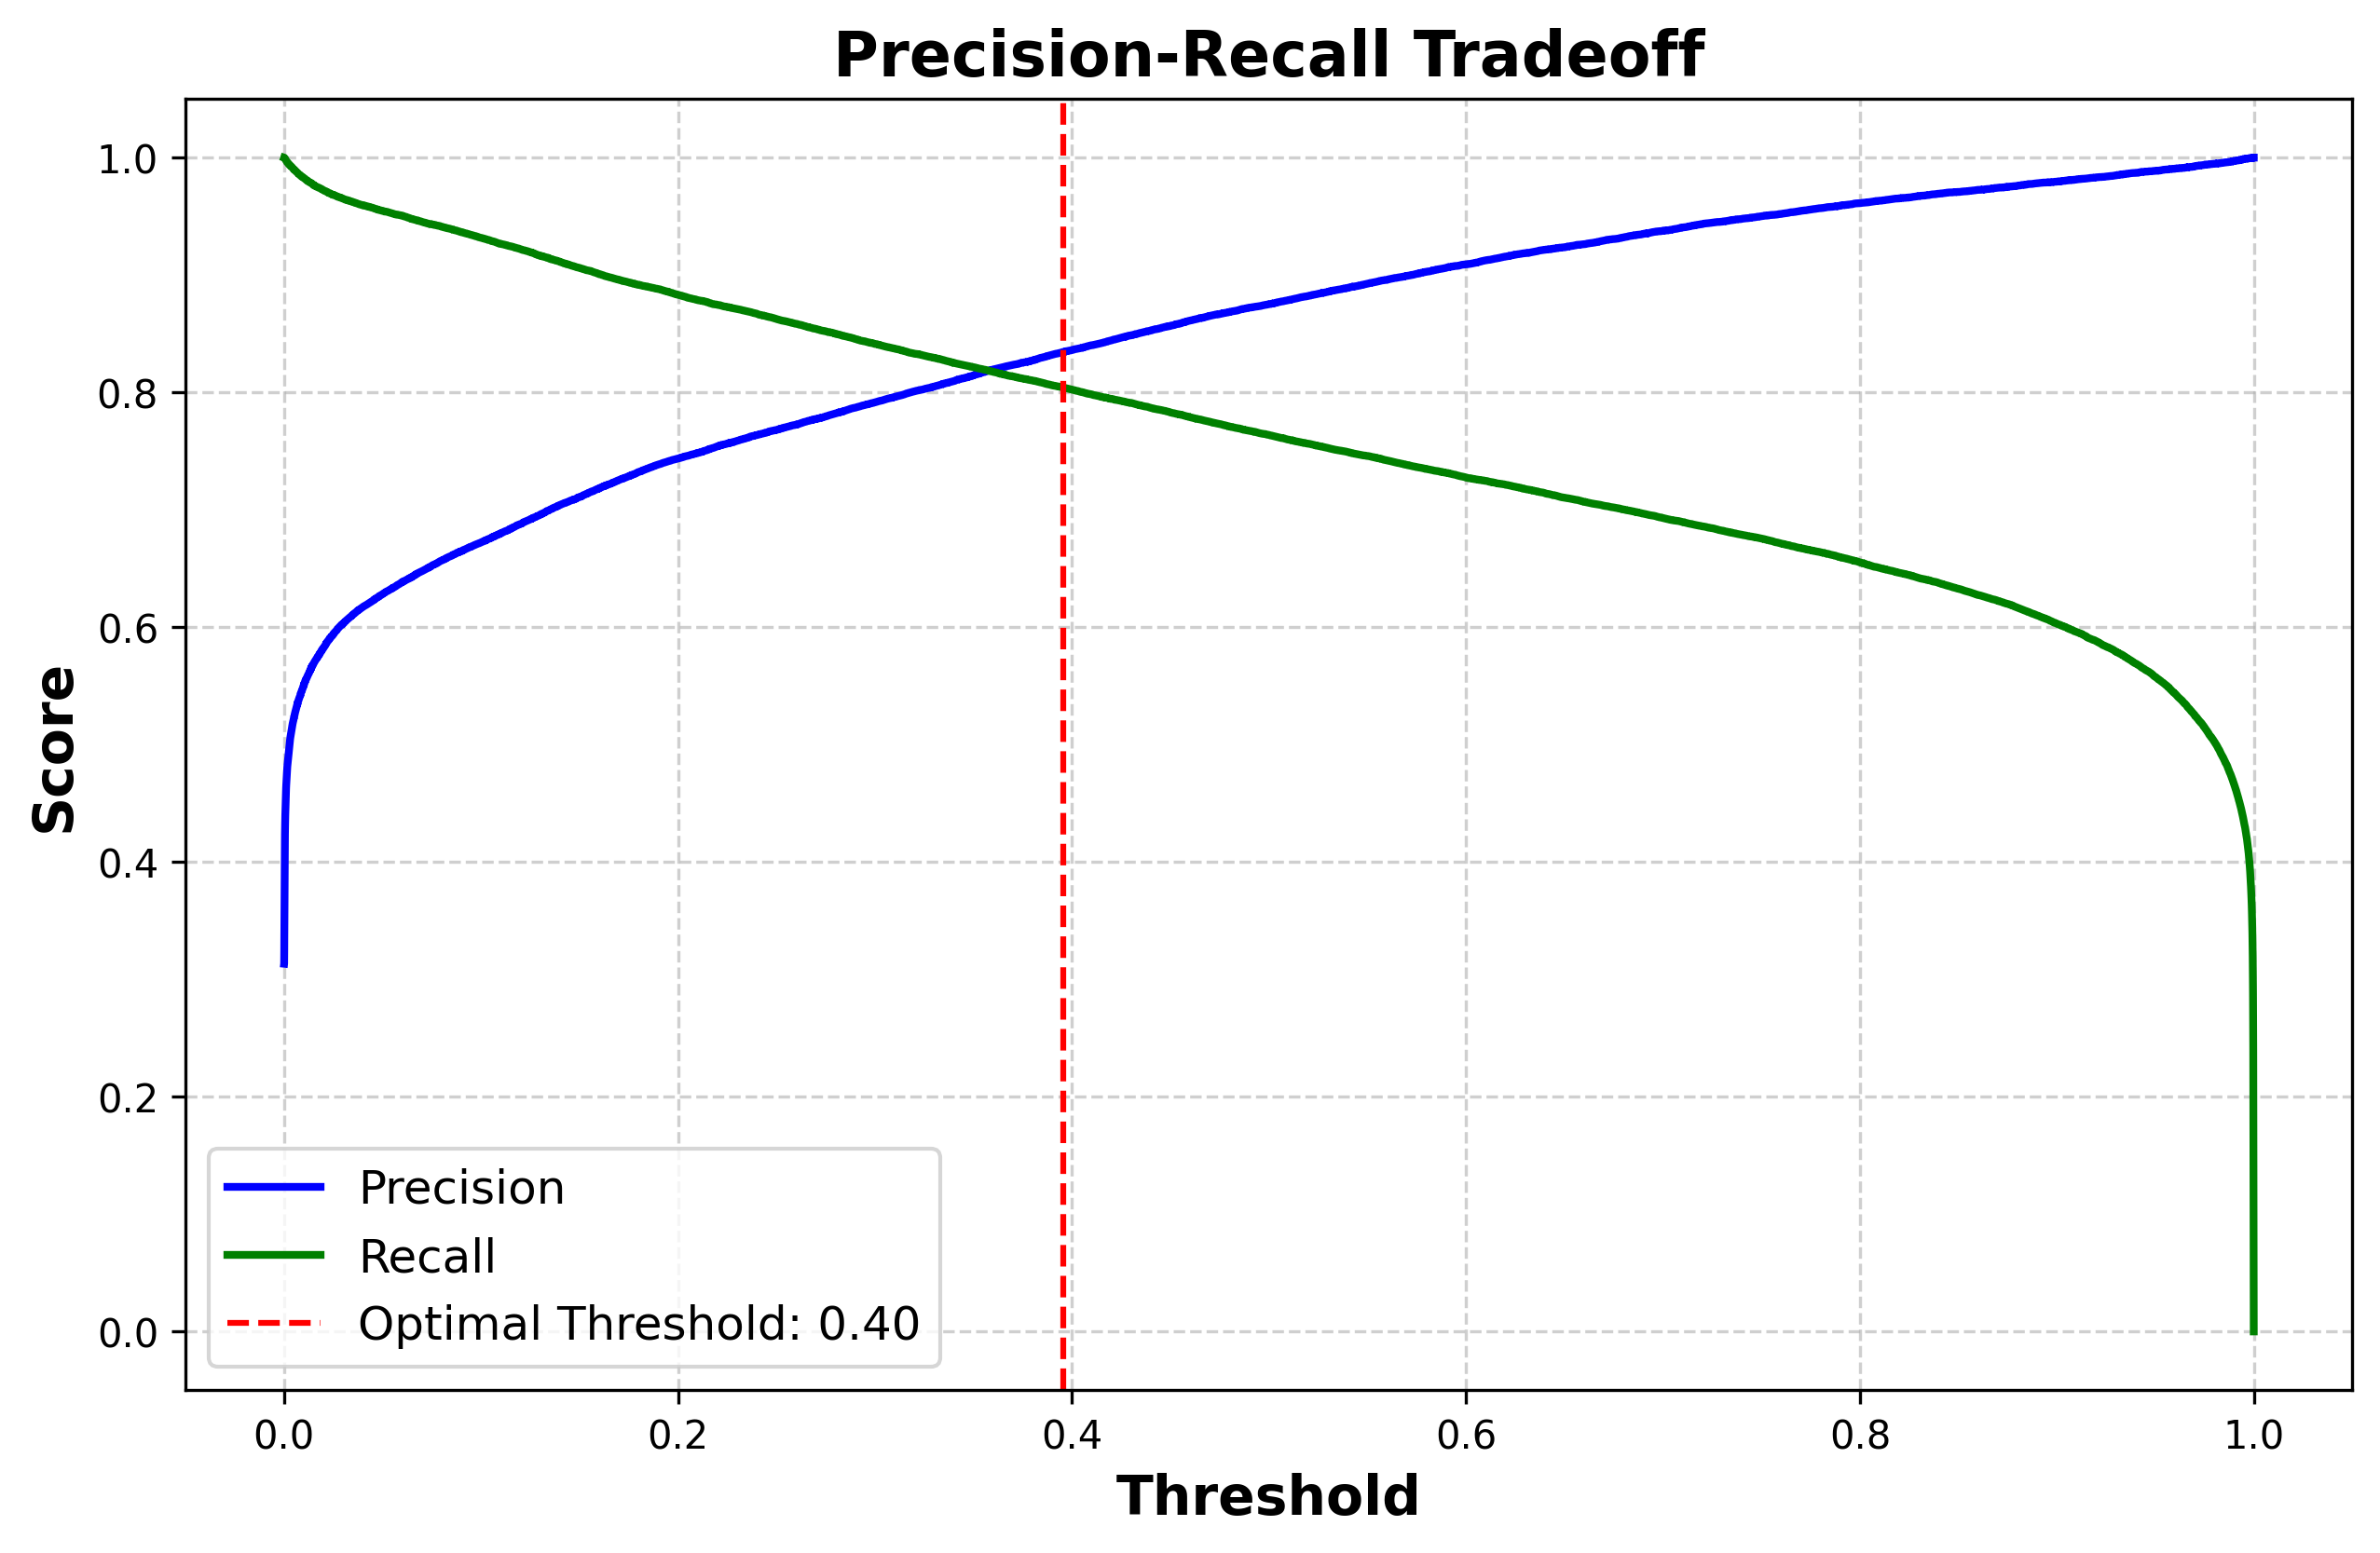 Precision-Recall Tradeoff
1.0
0.8
0.6
0.4
0.2
0.0
Score
Precision
Recall
Optimal Threshold: 0.40
0.0 0.2 0.4 0.6 0.8 1.0
Threshold